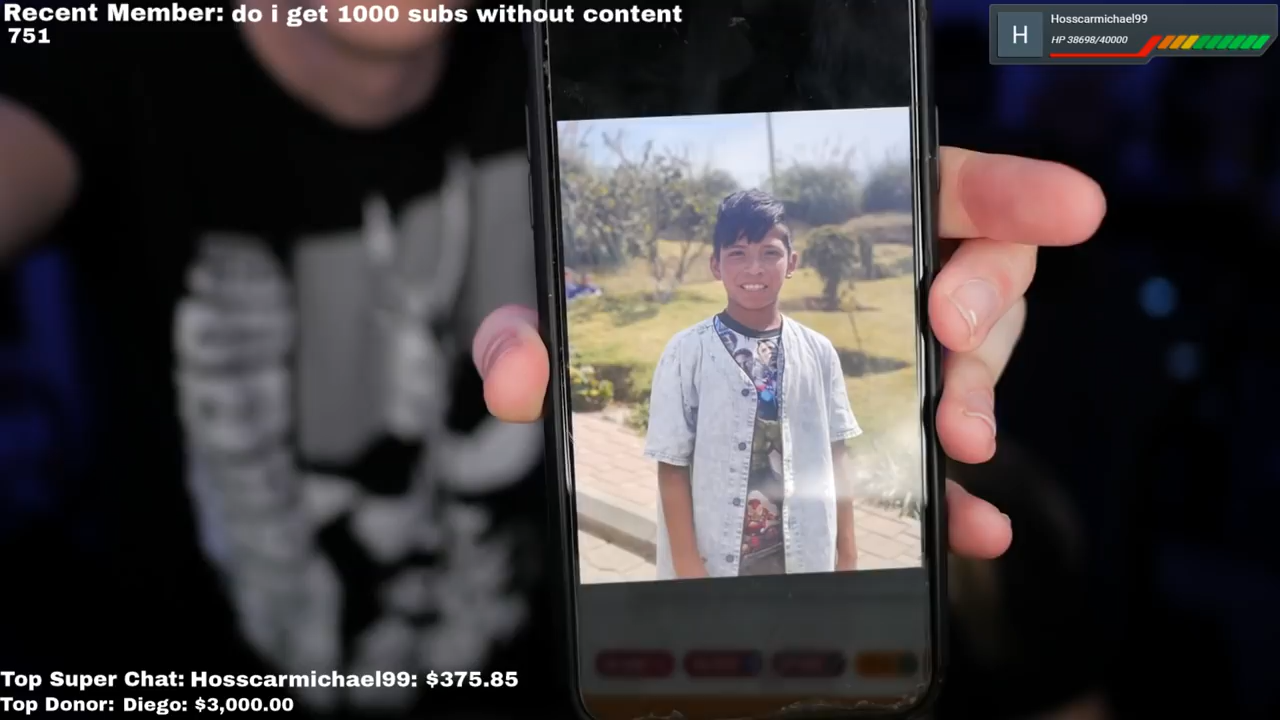 Recent Member: do i get 1000 subs without content
751
Hosscarmichael99
H
HP 38698/40000
Top Super Chat: Hosscarmichael99: $375.85
Top Donor: Diego: $3,000.00